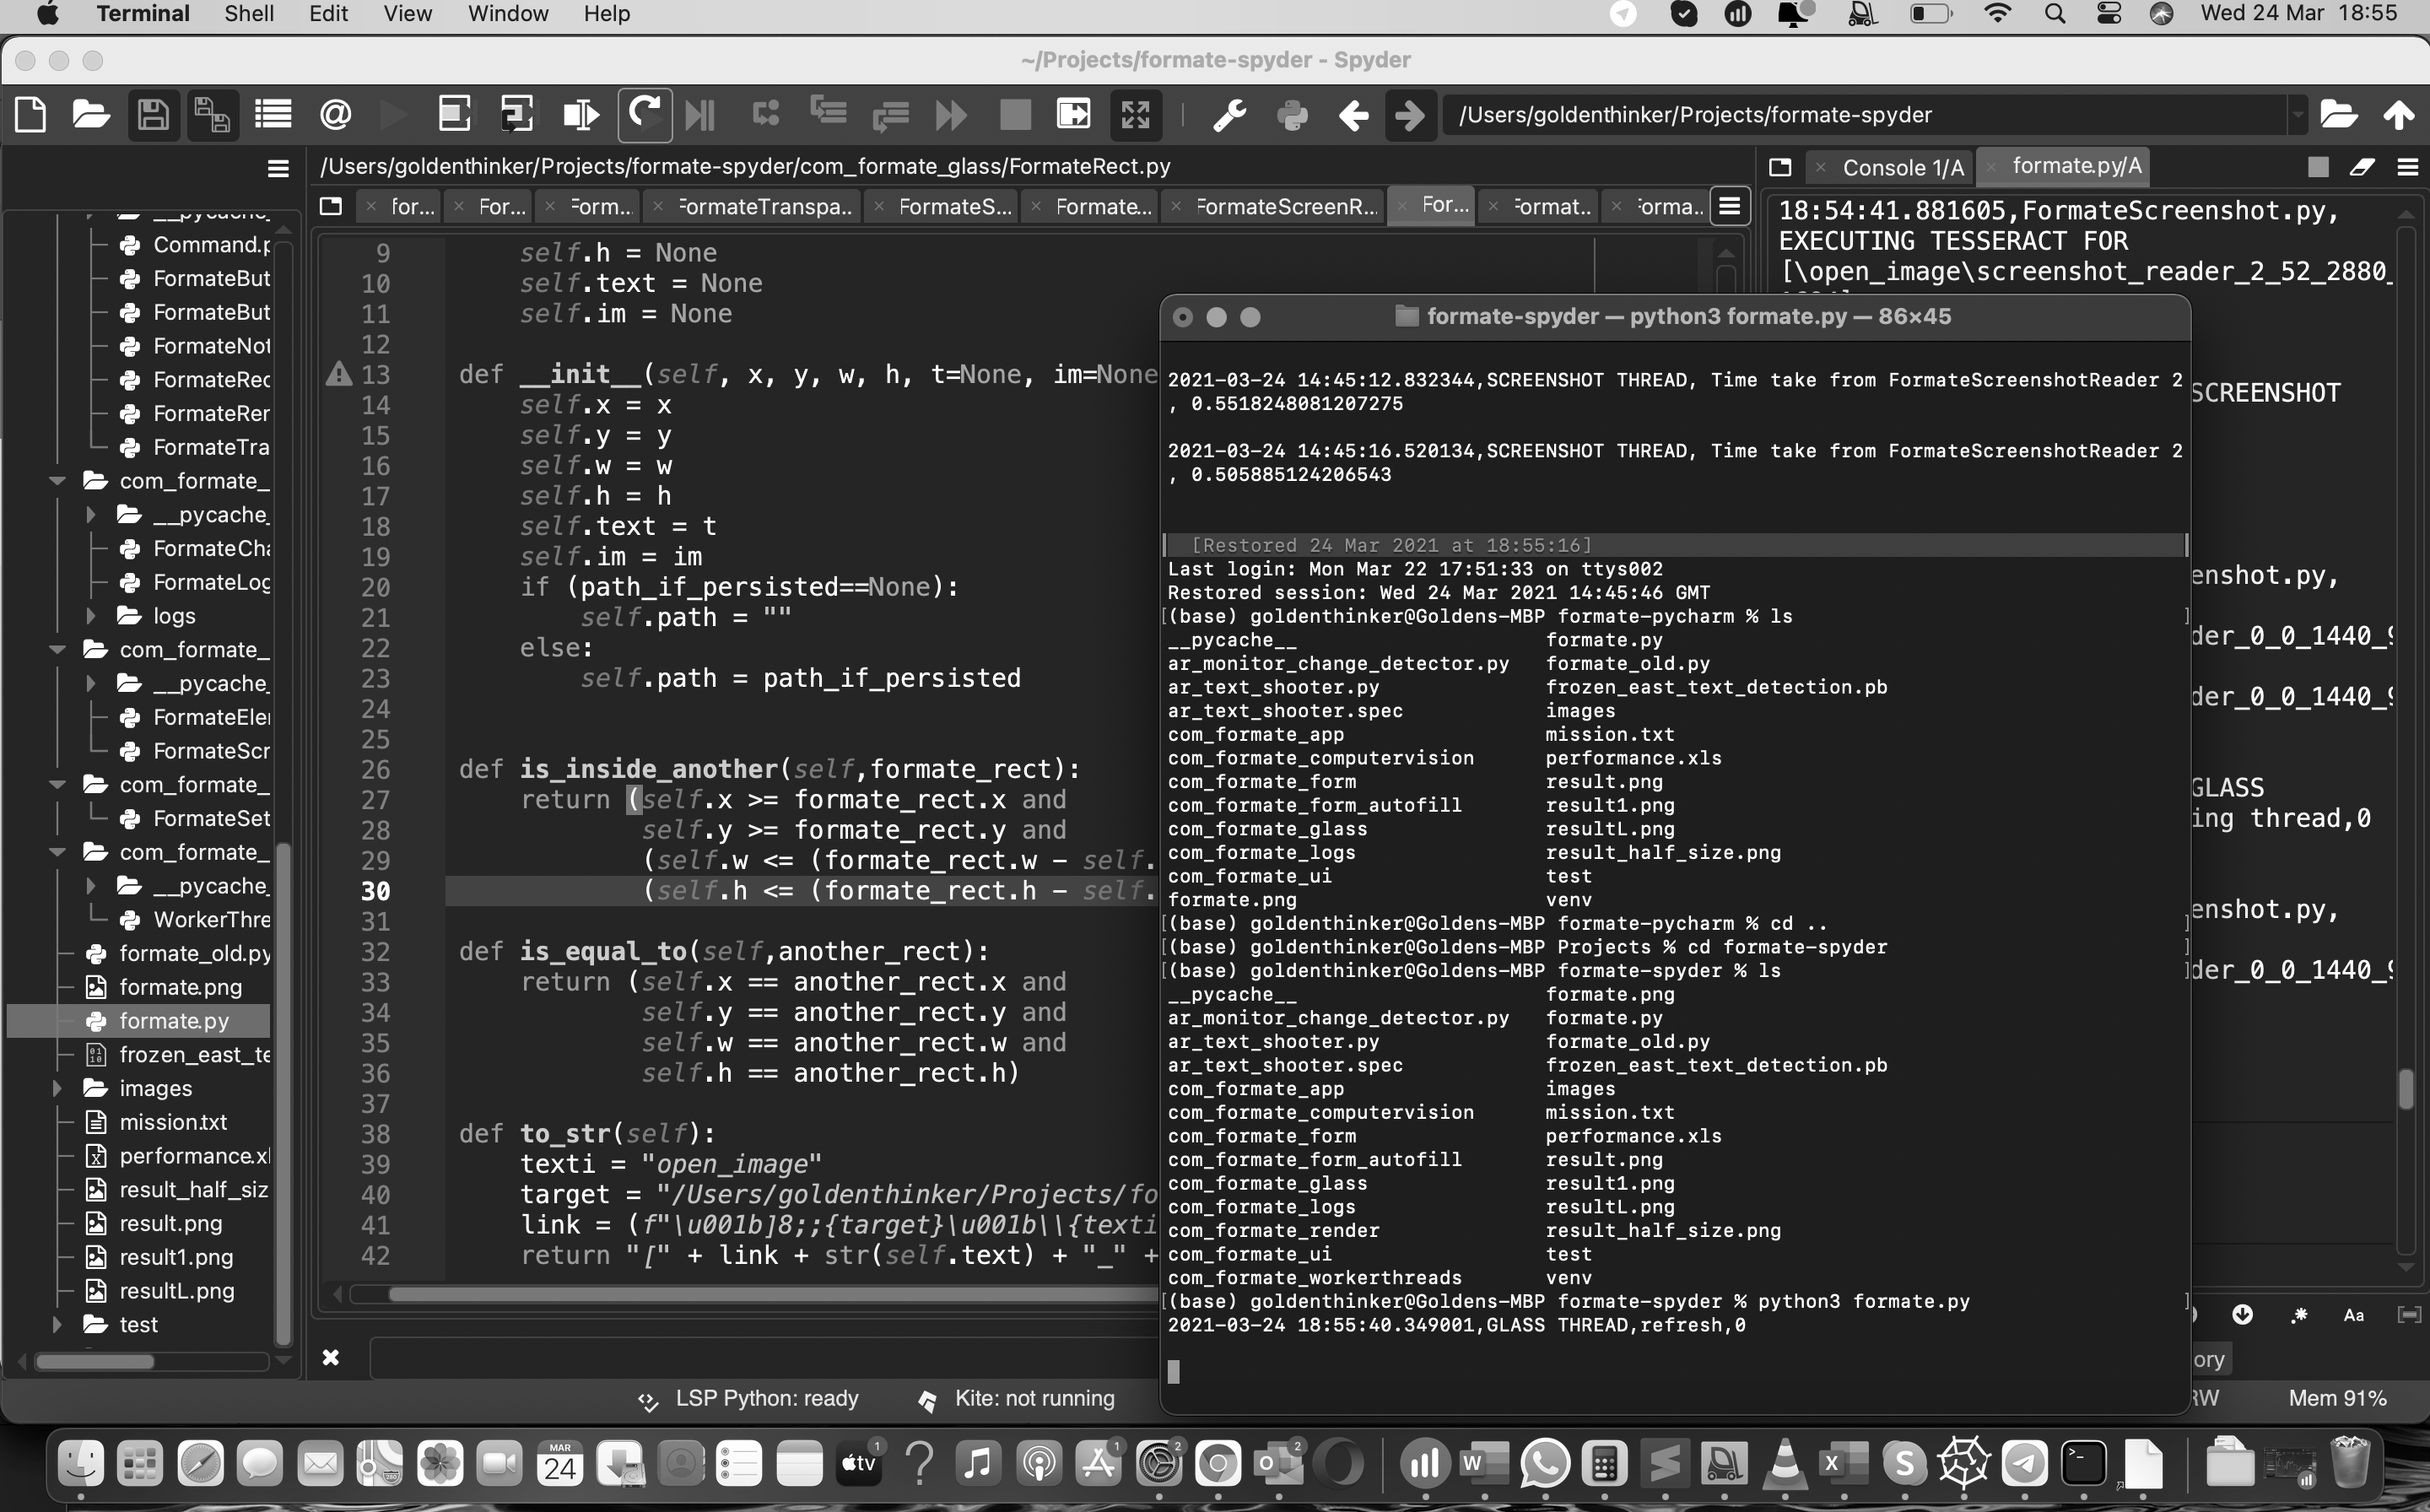 Terminal Shell Edit View Window Help Wed 24 Mar 18:55
~/Projects/formate-spyder - Spyder
/Users/goldenthinker/Projects/formate-spyder
/Users/goldenthinker/Projects/formate-spyder/com_formate_glass/FormateRect.py
Console 1/A formate.py/A
for... For... Form... FormateTranspa... FormateS... Formate... FormateScreenR... For... Format.. Forma..
__pycache_
Command.p
FormateBut
FormateBut
FormateNot
FormateRec
FormateRer
FormateTra
com_formate_
__pycache_
FormateCha
FormateLog
logs
com_formate_
__pycache_
FormateEler
FormateScr
com_formate_
FormateSet
com_formate_
__pycache_
WorkerThre
formate_old.py
formate.png
formate.py
frozen_east_te
images
mission.txt
performance.xl
result_half_siz
result.png
result1.png
resultL.png
test
9 self.h = None
10 self.text = None
11 self.im = None
12
13 def __init__(self, x, y, w, h, t=None, im=None
14 self.x = x
15 self.y = y
16 self.w = w
17 self.h = h
18 self.text = t
19 self.im = im
20 if (path_if_persisted==None):
21 self.path = ""
22 else:
23 self.path = path_if_persisted
24
25
26 def is_inside_another(self,formate_rect):
27 return (self.x >= formate_rect.x and
28 self.y >= formate_rect.y and
29 (self.w <= (formate_rect.w - self.
30 (self.h <= (formate_rect.h - self.
31
32 def is_equal_to(self,another_rect):
33 return (self.x == another_rect.x and
34 self.y == another_rect.y and
35 self.w == another_rect.w and
36 self.h == another_rect.h)
37
38 def to_str(self):
39 texti = "open_image"
40 target = "/Users/goldenthinker/Projects/fo
41 link = (f"\u001b]8;;{target}\u001b\\{texti
42 return "[" + link + str(self.text) + "_" +
18:54:41.881605,FormateScreenshot.py,
EXECUTING TESSERACT FOR
[\open_image\screenshot_reader_2_52_2880_
SCREENSHOT
enshot.py,
der_0_0_1440_9
der_0_0_1440_9
GLASS
ing thread,0
enshot.py,
der_0_0_1440_9
formate-spyder — python3 formate.py — 86×45
2021-03-24 14:45:12.832344,SCREENSHOT THREAD, Time take from FormateScreenshotReader 2
, 0.5518248081207275
2021-03-24 14:45:16.520134,SCREENSHOT THREAD, Time take from FormateScreenshotReader 2
, 0.505885124206543
[Restored 24 Mar 2021 at 18:55:16]
Last login: Mon Mar 22 17:51:33 on ttys002
Restored session: Wed 24 Mar 2021 14:45:46 GMT
[(base) goldenthinker@Goldens-MBP formate-pycharm % ls ]
__pycache__ formate.py
ar_monitor_change_detector.py formate_old.py
ar_text_shooter.py frozen_east_text_detection.pb
ar_text_shooter.spec images
com_formate_app mission.txt
com_formate_computervision performance.xls
com_formate_form result.png
com_formate_form_autofill result1.png
com_formate_glass resultL.png
com_formate_logs result_half_size.png
com_formate_ui test
formate.png venv
[(base) goldenthinker@Goldens-MBP formate-pycharm % cd .. ]
[(base) goldenthinker@Goldens-MBP Projects % cd formate-spyder ]
[(base) goldenthinker@Goldens-MBP formate-spyder % ls ]
__pycache__ formate.png
ar_monitor_change_detector.py formate.py
ar_text_shooter.py formate_old.py
ar_text_shooter.spec frozen_east_text_detection.pb
com_formate_app images
com_formate_computervision mission.txt
com_formate_form performance.xls
com_formate_form_autofill result.png
com_formate_glass result1.png
com_formate_logs resultL.png
com_formate_render result_half_size.png
com_formate_ui test
com_formate_workerthreads venv
[(base) goldenthinker@Goldens-MBP formate-spyder % python3 formate.py ]
2021-03-24 18:55:40.349001,GLASS THREAD,refresh,0
Aa
ory
LSP Python: ready Kite: not running RW Mem 91%
MAR
24
tv 1 1 2 2